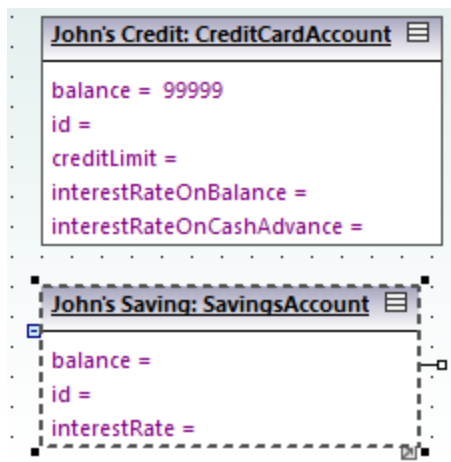 John's Credit: CreditCardAccount
balance = 99999
id =
creditLimit =
interestRateOnBalance =
interestRateOnCashAdvance =
John's Saving: SavingsAccount
balance =
id =
interestRate =